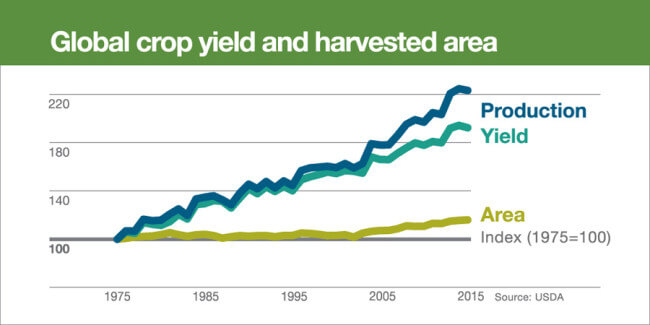 Global crop yield and harvested area
220
Production
Yield
180
140
Area
100
Index (1975=100)
1975 1985 1995 2005 2015 Source: USDA